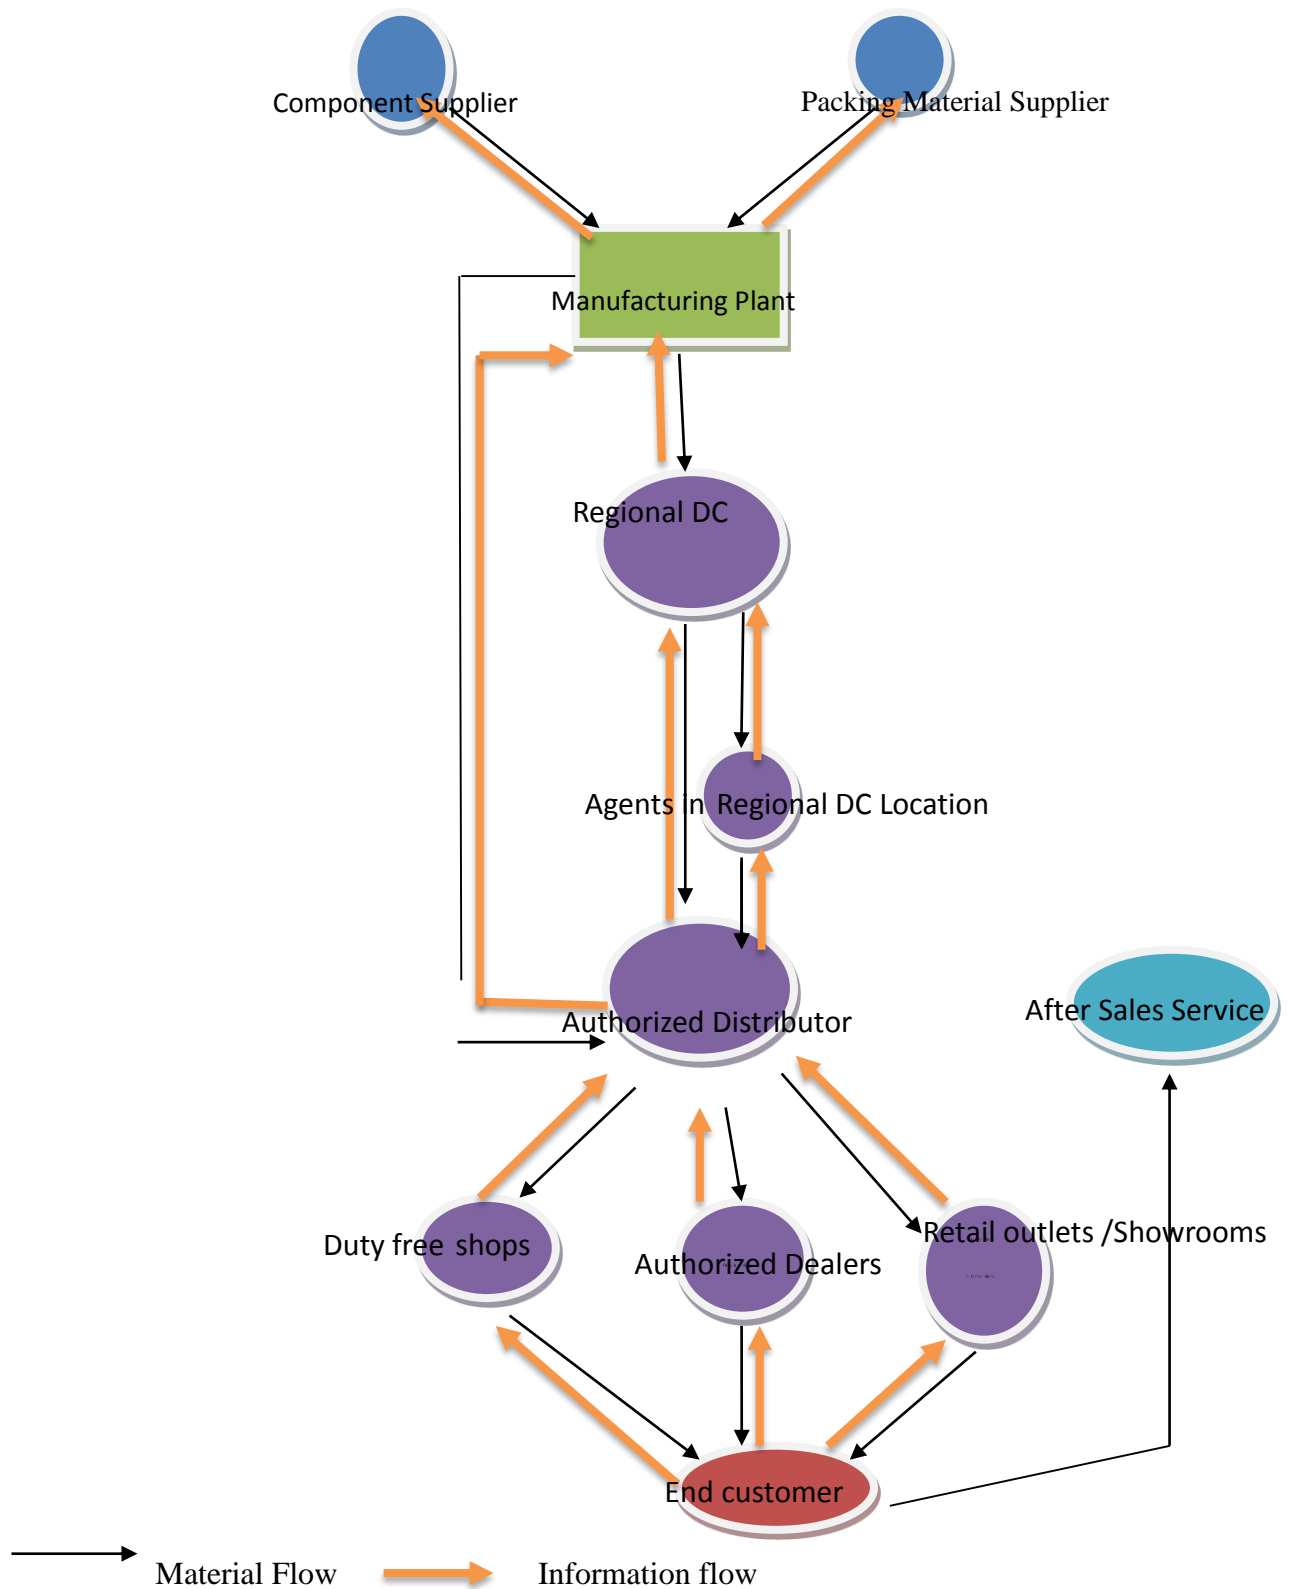 Component Supplier
Packing Material Supplier
Manufacturing Plant
Regional DC
Agents in Regional DC Location
Authorized Distributor
After Sales Service
Duty free shops
Authorized Dealers
Retail outlets /Showrooms
End customer
Material Flow
Information flow